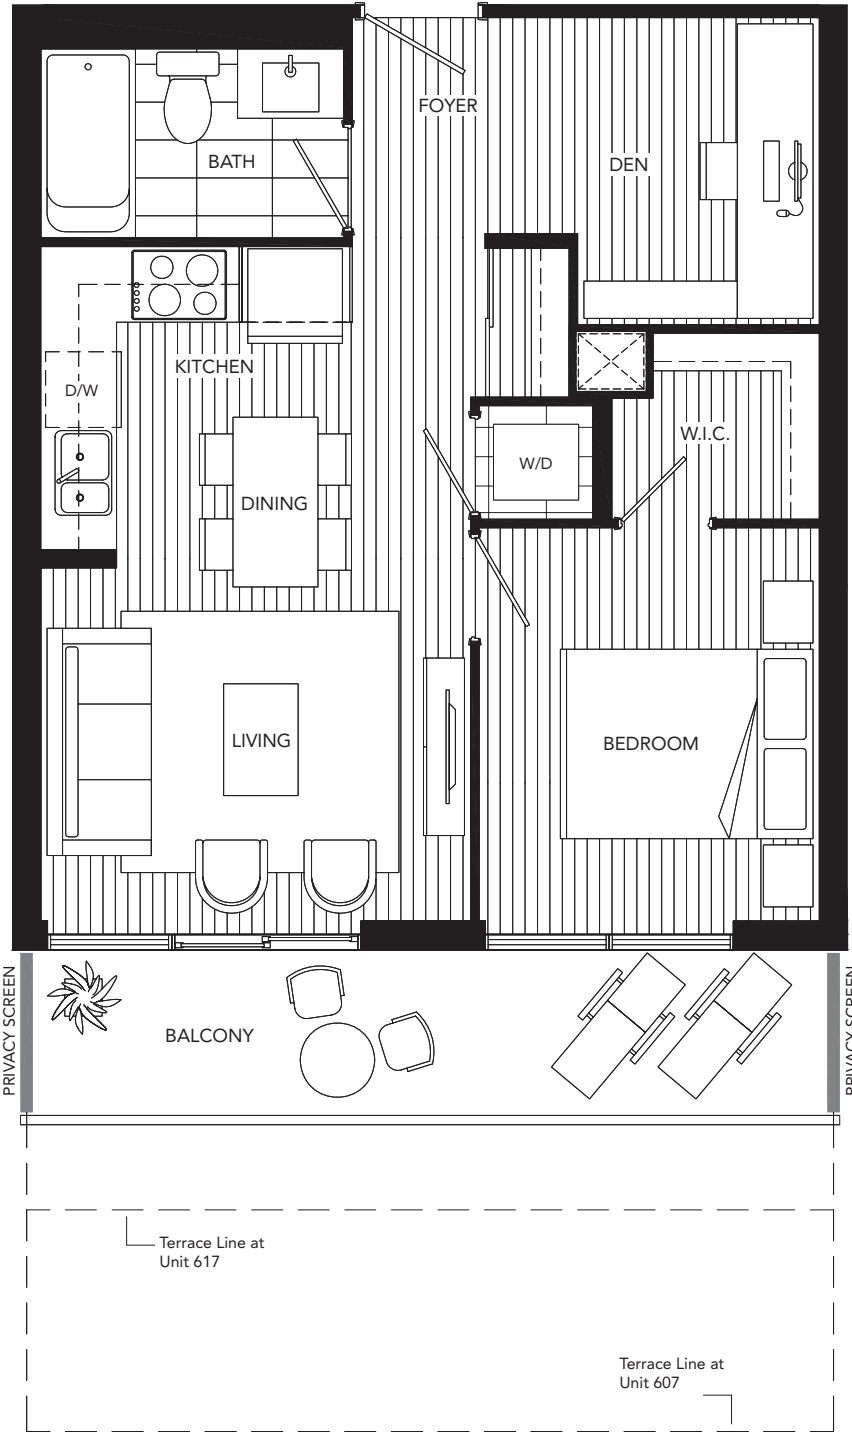 FOYER
BATH
DEN
KITCHEN
D/W
W.I.C.
W/D
DINING
LIVING
BEDROOM
PRIVACY SCREEN
BALCONY
PRIVACY SCREEN
Terrace Line at
Unit 617
Terrace Line at
Unit 607